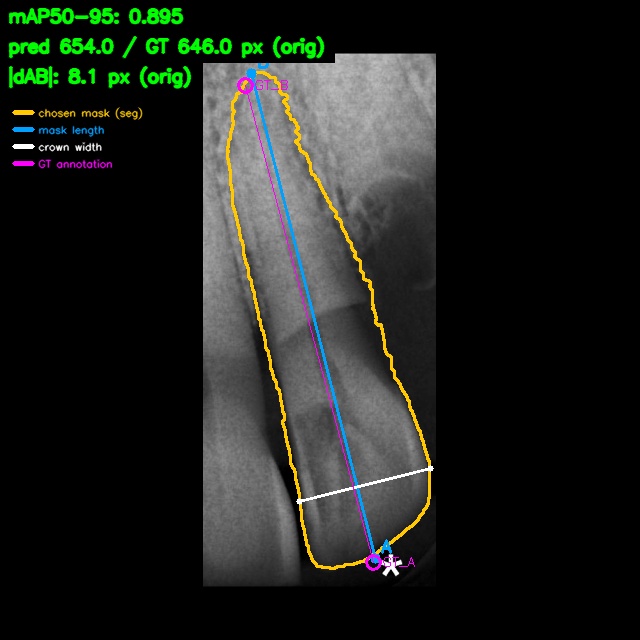 mAP50-95: 0.895
pred 654.0 / GT 646.0 px (orig)
|dAB|: 8.1 px (orig)
chosen mask (seg)
mask length
crown width
GT annotation
GT_B
A